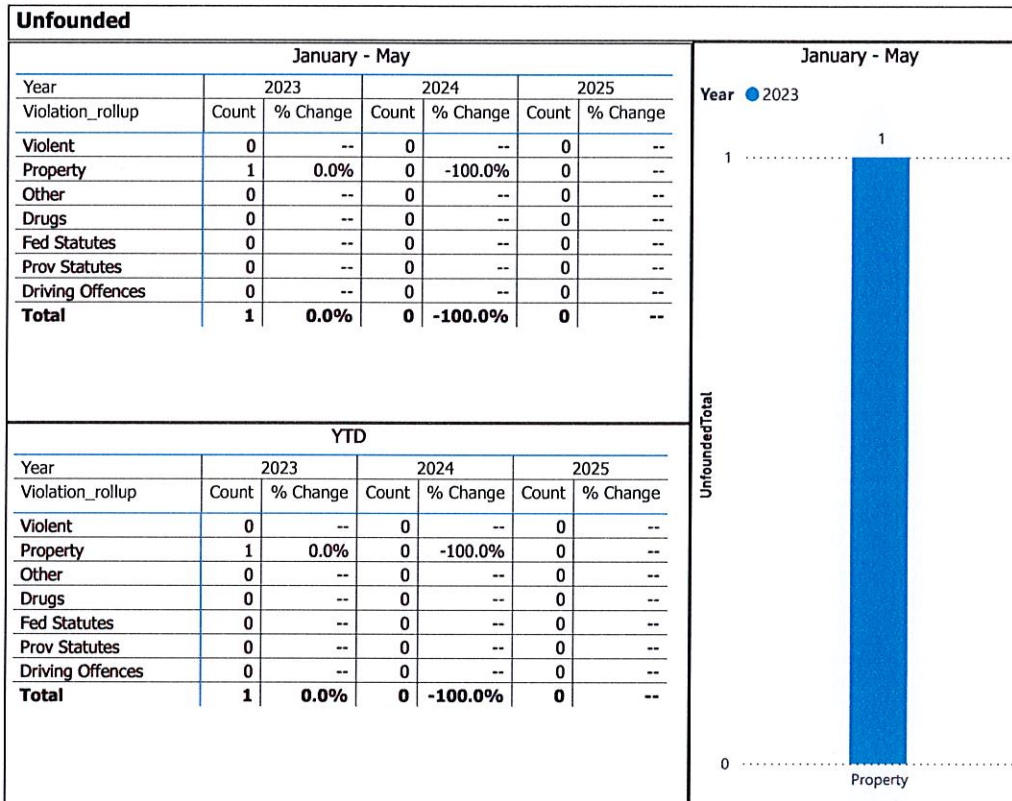 Unfounded
January - May
Year 2023 2024 2025
Violation_rollup Count % Change Count % Change Count % Change
Violent 0 -- 0 -- 0 --
Property 1 0.0% 0 -100.0% 0 --
Other 0 -- 0 -- 0 --
Drugs 0 -- 0 -- 0 --
Fed Statutes 0 -- 0 -- 0 --
Prov Statutes 0 -- 0 -- 0 --
Driving Offences 0 -- 0 -- 0 --
Total 1 0.0% 0 -100.0% 0 --
YTD
Year 2023 2024 2025
Violation_rollup Count % Change Count % Change Count % Change
Violent 0 -- 0 -- 0 --
Property 1 0.0% 0 -100.0% 0 --
Other 0 -- 0 -- 0 --
Drugs 0 -- 0 -- 0 --
Fed Statutes 0 -- 0 -- 0 --
Prov Statutes 0 -- 0 -- 0 --
Driving Offences 0 -- 0 -- 0 --
Total 1 0.0% 0 -100.0% 0 --
January - May
Year 2023
1
1
UnfoundedTotal
0
Property